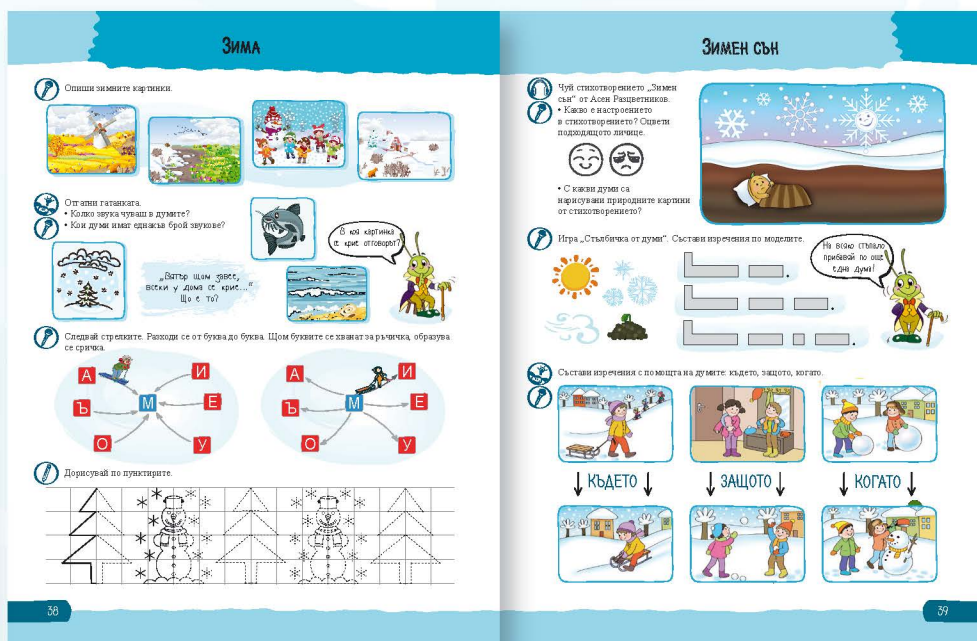 Зима
Опиши зимните картинки.
Отгатни гатанката.
• Колко звука чуваш в думите?
• Кои думи имат еднакъв брой звукове?
В коя картинка
се крие отговорът?
„Вятър щом завее,
всеки у дома се крие...“
Що е то?
Следвай стрелките. Разходи се от буква до буква. Щом буквите се хванат за ръчичка, образува
се сричка.
А
И
Ъ
М
Е
О
У
А
И
Ъ
М
Е
О
У
Дорисувай по пунктирите.
38
Зимен сън
Чуй стихотворението „Зимен
сън“ от Асен Разцветников.
• Какво е настроението
в стихотворението? Оцвети
подходящото личице.
• С какви думи са
нарисувани природните картини
от стихотворението?
Игра „Стълбичка от думи“. Състави изречения по моделите.
На всяко стъпало
прибавяй по още
една дума!
Състави изречения с помощта на думите: където, защото, когато.
КЪДЕТО
ЗАЩОТО
КОГАТО
39